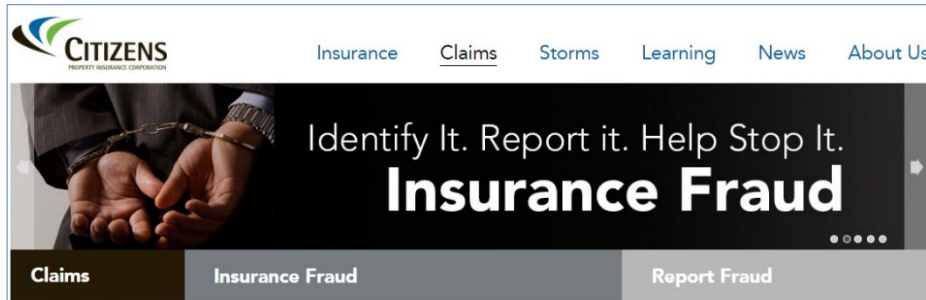 CITIZENS
PROPERTY INSURANCE CORPORATION
Insurance Claims Storms Learning News About Us
Identify It. Report it. Help Stop It.
Insurance Fraud
Claims Insurance Fraud Report Fraud